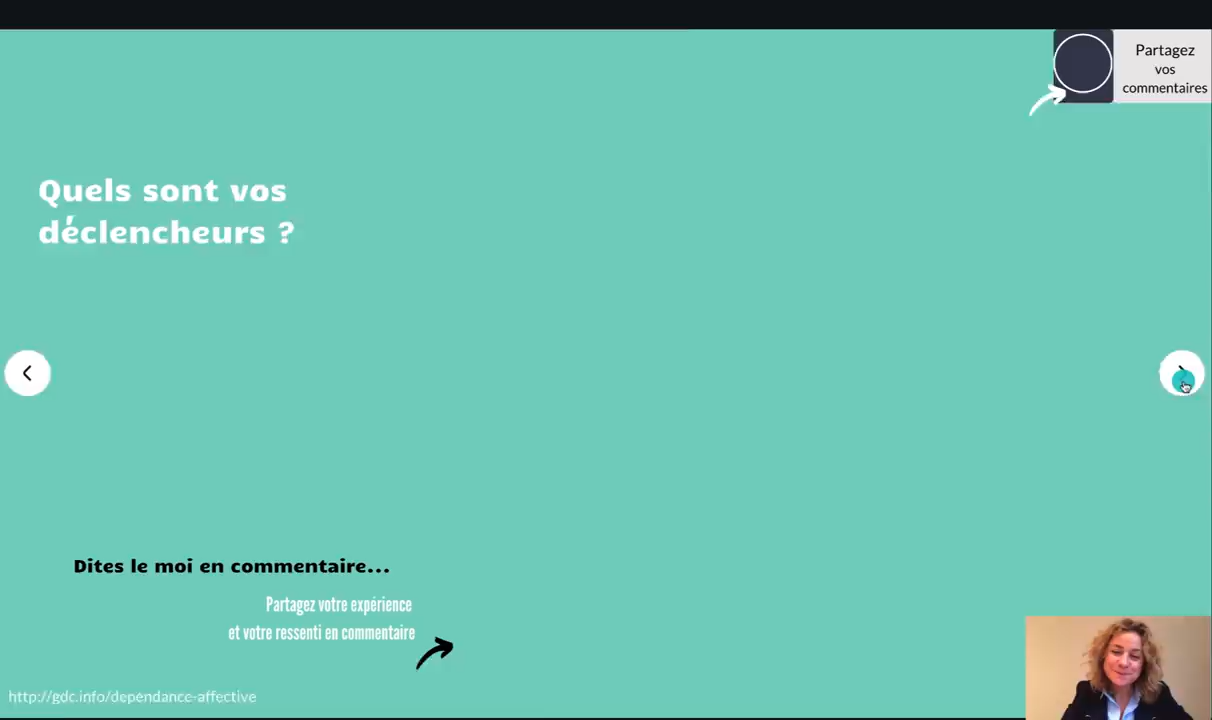 Partagez
vos
commentaires
Quels sont vos
déclencheurs ?
Dites le moi en commentaire...
Partagez votre expérience
et votre ressenti en commentaire
http://gdc.info/dependance-affective